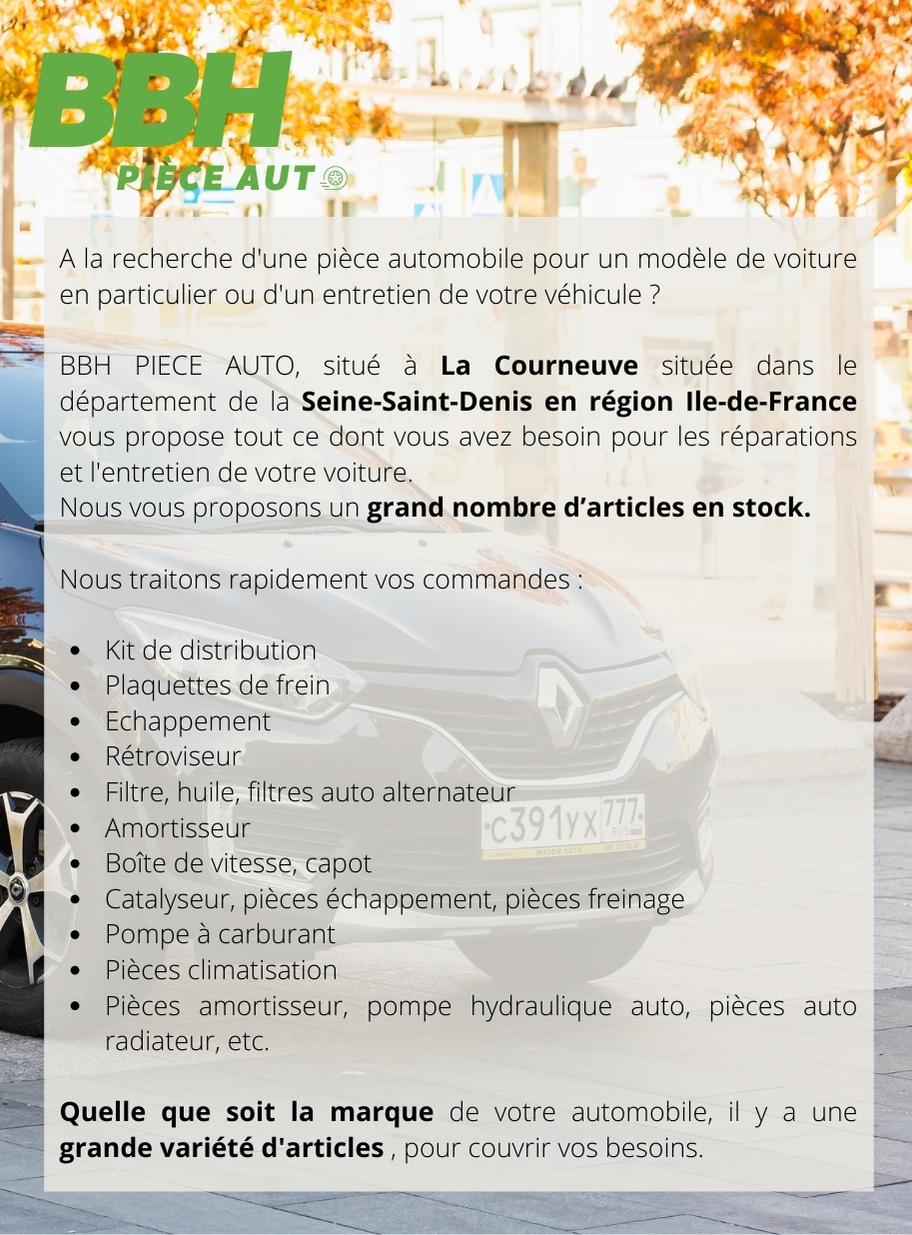 BBH
PIÈCE AUTO
A la recherche d'une pièce automobile pour un modèle de voiture
en particulier ou d'un entretien de votre véhicule ?
BBH PIECE AUTO, situé à La Courneuve située dans le
département de la Seine-Saint-Denis en région Ile-de-France
vous propose tout ce dont vous avez besoin pour les réparations
et l'entretien de votre voiture.
Nous vous proposons un grand nombre d’articles en stock.
Nous traitons rapidement vos commandes :
• Kit de distribution
• Plaquettes de frein
• Echappement
• Rétroviseur
• Filtre, huile, filtres auto alternateur
• Amortisseur
• Boîte de vitesse, capot
• Catalyseur, pièces échappement, pièces freinage
• Pompe à carburant
• Pièces climatisation
• Pièces amortisseur, pompe hydraulique auto, pièces auto
radiateur, etc.
Quelle que soit la marque de votre automobile, il y a une
grande variété d'articles , pour couvrir vos besoins.
С391УХ 777
RUS
MAJOR AUTO